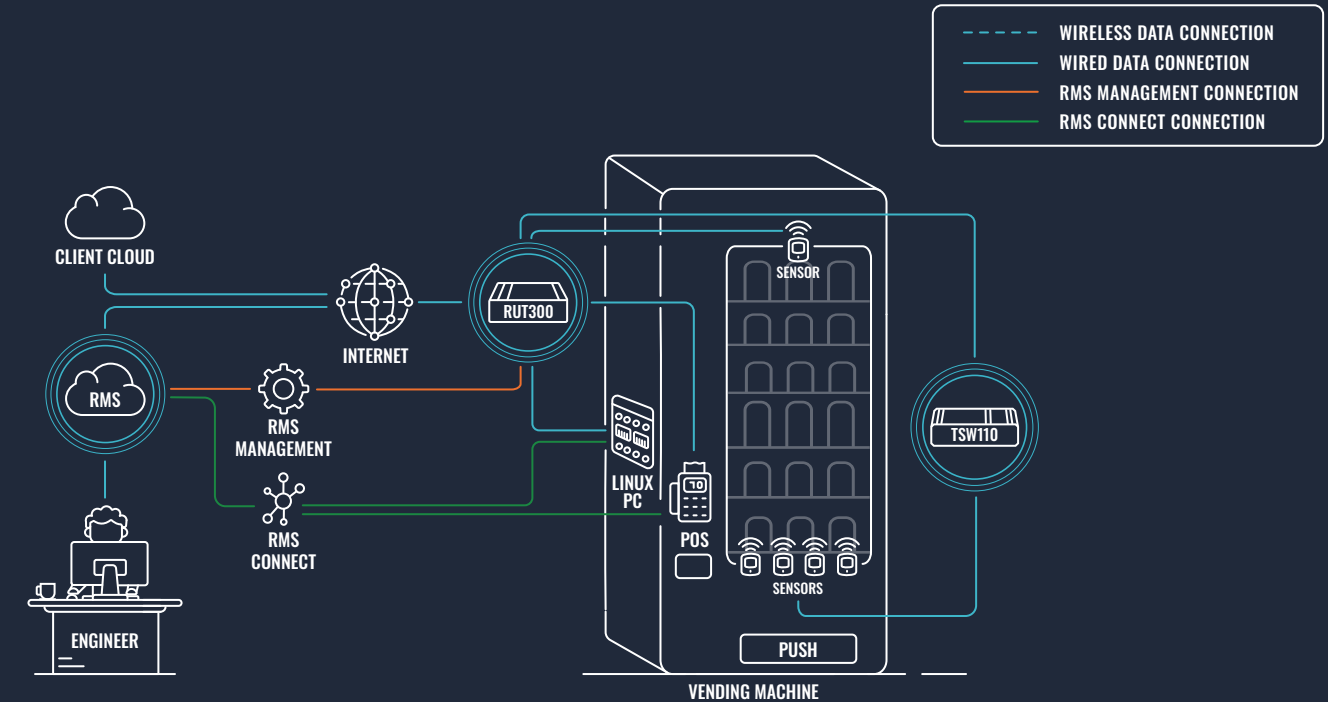 WIRELESS DATA CONNECTION
WIRED DATA CONNECTION
RMS MANAGEMENT CONNECTION
RMS CONNECT CONNECTION
CLIENT CLOUD
SENSOR
RUT300
INTERNET
RMS
RMS
MANAGEMENT
TSW110
LINUX
PC
RMS
CONNECT
POS
SENSORS
ENGINEER
PUSH
VENDING MACHINE